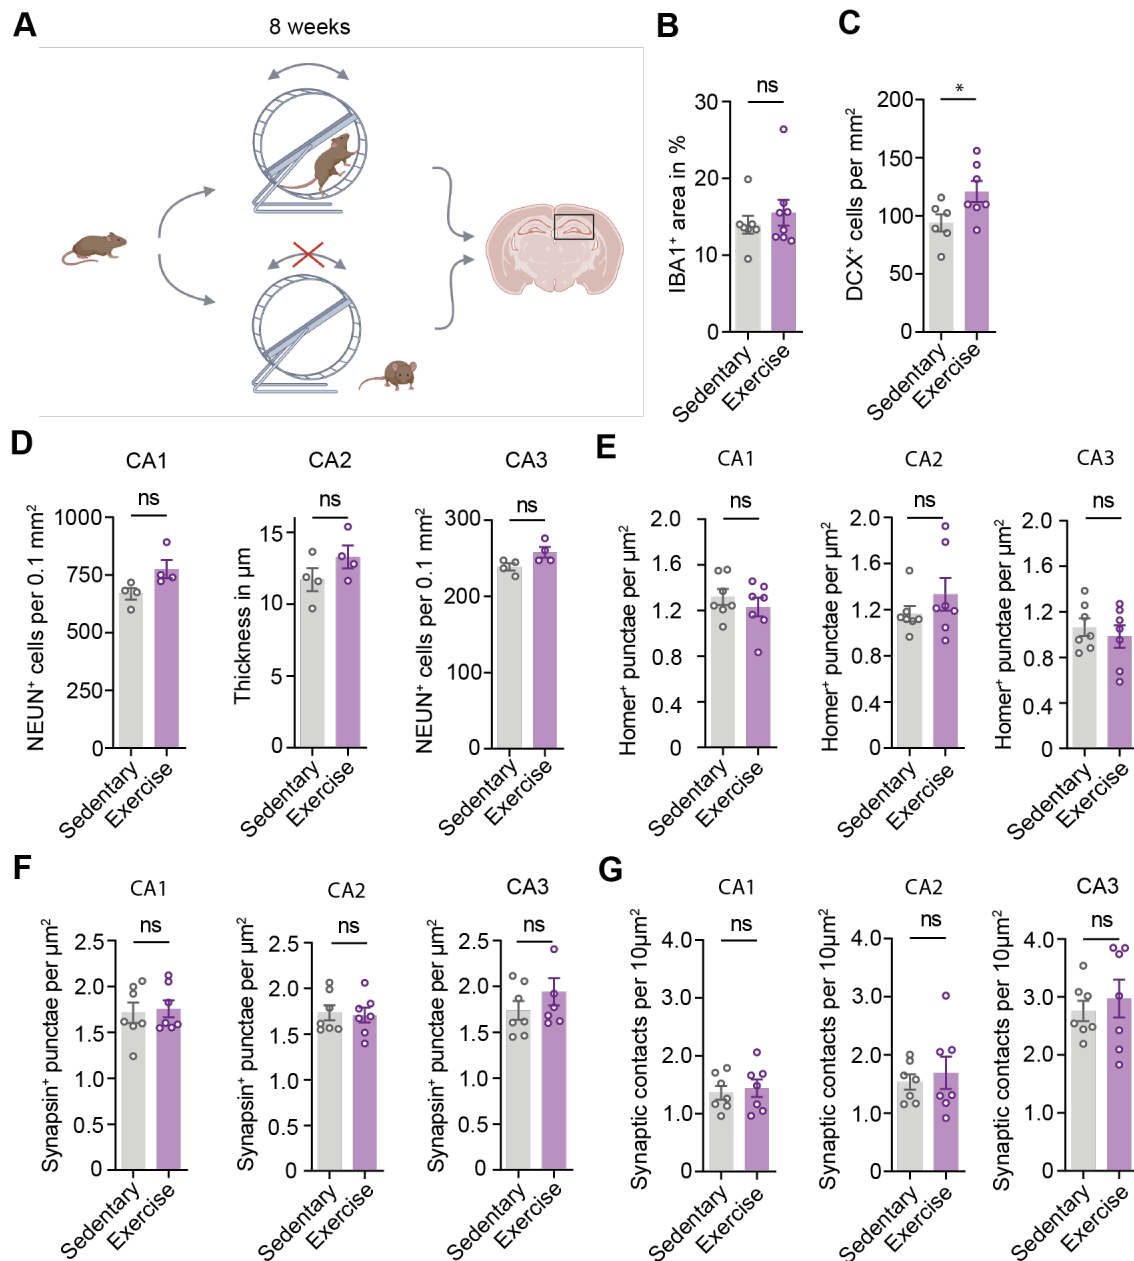 A
8 weeks
B
ns
IBA1⁺ area in %
30
20
10
0
Sedentary
Exercise
C
*
DCX⁺ cells per mm²
200
150
100
50
0
Sedentary
Exercise
D
CA1
ns
NEUN⁺ cells per 0.1 mm²
1000
750
500
250
0
Sedentary
Exercise
CA2
ns
Thickness in μm
15
10
5
0
Sedentary
Exercise
CA3
ns
NEUN⁺ cells per 0.1 mm²
300
200
100
0
Sedentary
Exercise
E
CA1
ns
Homer⁺ punctae per μm²
2.0
1.6
1.2
0.8
0.4
0
Sedentary
Exercise
CA2
ns
Homer⁺ punctae per μm²
2.0
1.6
1.2
0.8
0.4
0
Sedentary
Exercise
CA3
ns
Homer⁺ punctae per μm²
2.0
1.6
1.2
0.8
0.4
0
Sedentary
Exercise
F
CA1
ns
Synapsin⁺ punctae per μm²
2.5
2.0
1.5
1.0
0.5
0
Sedentary
Exercise
CA2
ns
Synapsin⁺ punctae per μm²
2.5
2.0
1.5
1.0
0.5
0
Sedentary
Exercise
CA3
ns
Synapsin⁺ punctae per μm²
2.5
2.0
1.5
1.0
0.5
0
Sedentary
Exercise
G
CA1
ns
Synaptic contacts per 10μm²
4.0
3.0
2.0
1.0
0
Sedentary
Exercise
CA2
ns
Synaptic contacts per 10μm²
4.0
3.0
2.0
1.0
0
Sedentary
Exercise
CA3
ns
Synaptic contacts per 10μm²
4.0
3.0
2.0
1.0
0
Sedentary
Exercise